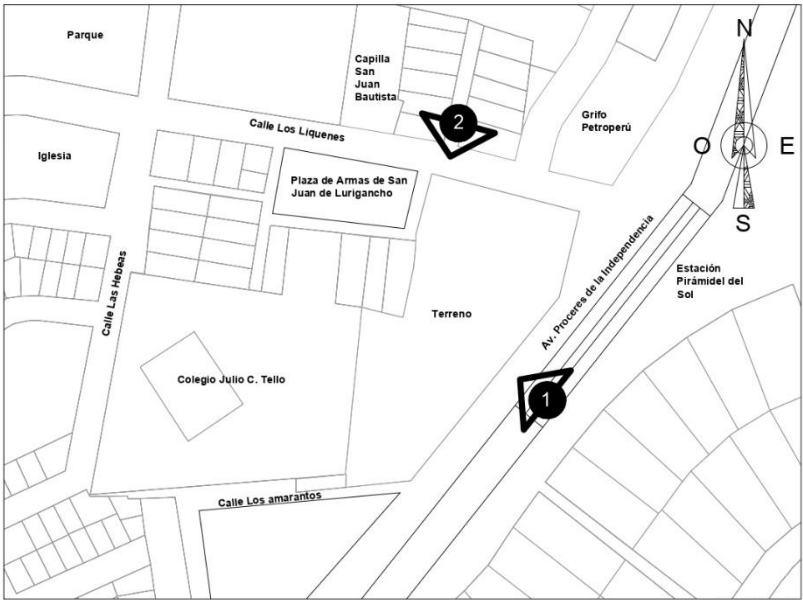 Parque
Capilla
San
Juan
Bautista
N
2
Grifo
Petroperú
Calle Los Liquenes
O
E
Iglesia
Plaza de Armas de San
Juan de Lurigancho
S
Av. Proceres de la Independencia
Estación
Pirámidel del
Sol
Calle Las Hebeas
Terreno
Colegio Julio C. Tello
1
Calle Los amarantos